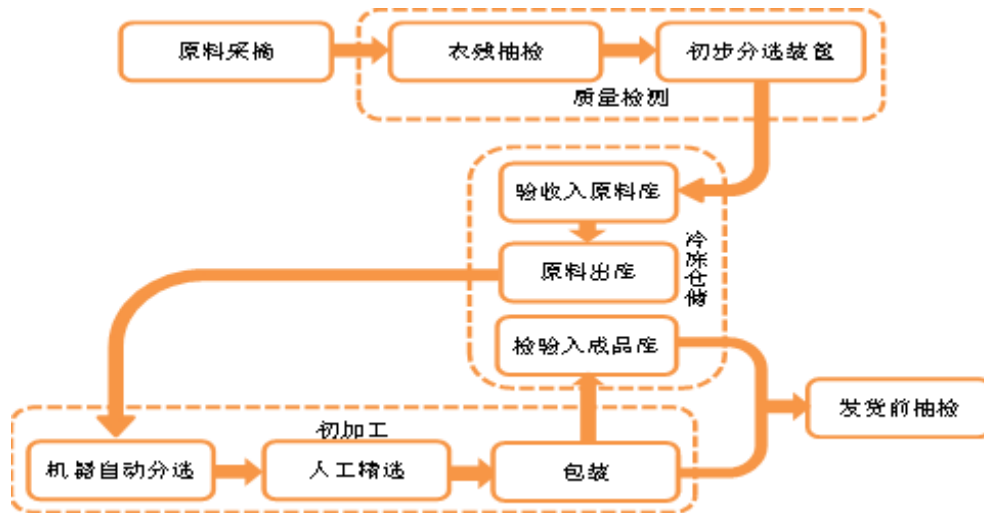 原料采摘
农残抽检
初步分选装筐
质量检测
验收入原料库
原料出库
冷冻仓储
检验入成品库
发货前抽检
初加工
机器自动分选
人工精选
包装